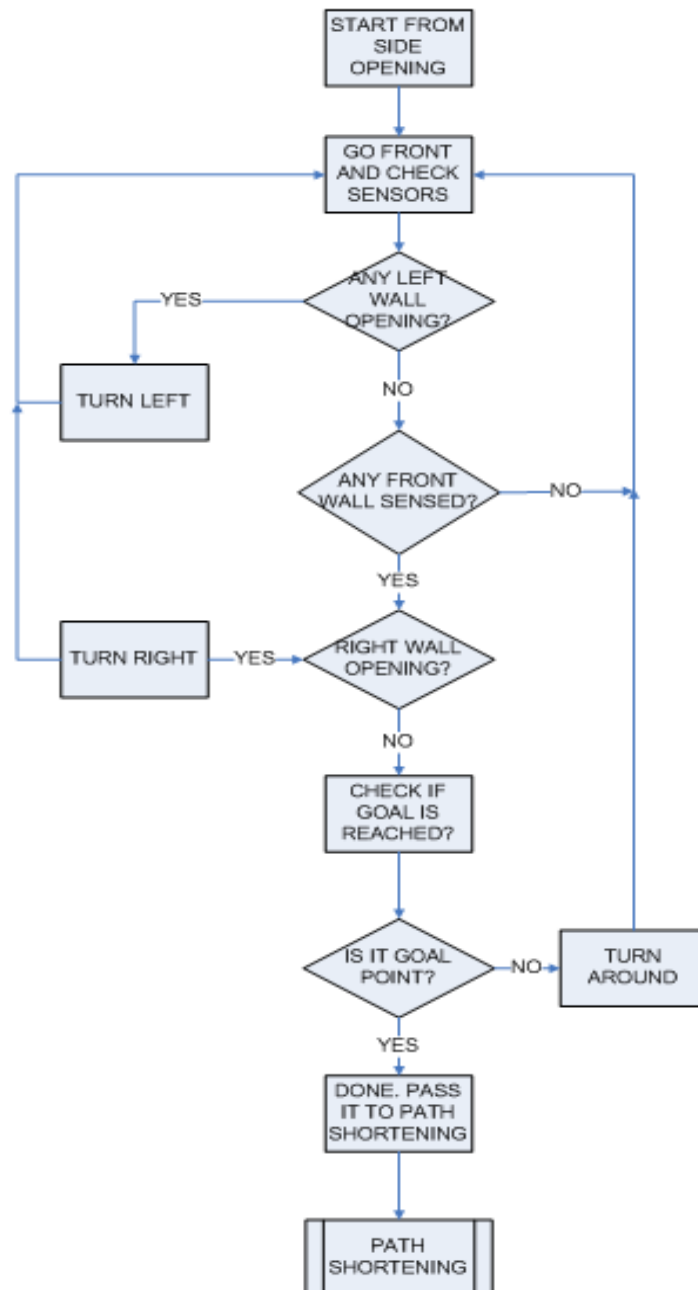 START FROM
SIDE
OPENING
GO FRONT
AND CHECK
SENSORS
ANY LEFT
WALL
OPENING?
YES
TURN LEFT
NO
ANY FRONT
WALL SENSED?
NO
YES
TURN RIGHT
YES
RIGHT WALL
OPENING?
NO
CHECK IF
GOAL IS
REACHED?
IS IT GOAL
POINT?
NO
TURN
AROUND
YES
DONE. PASS
IT TO PATH
SHORTENING
PATH
SHORTENING